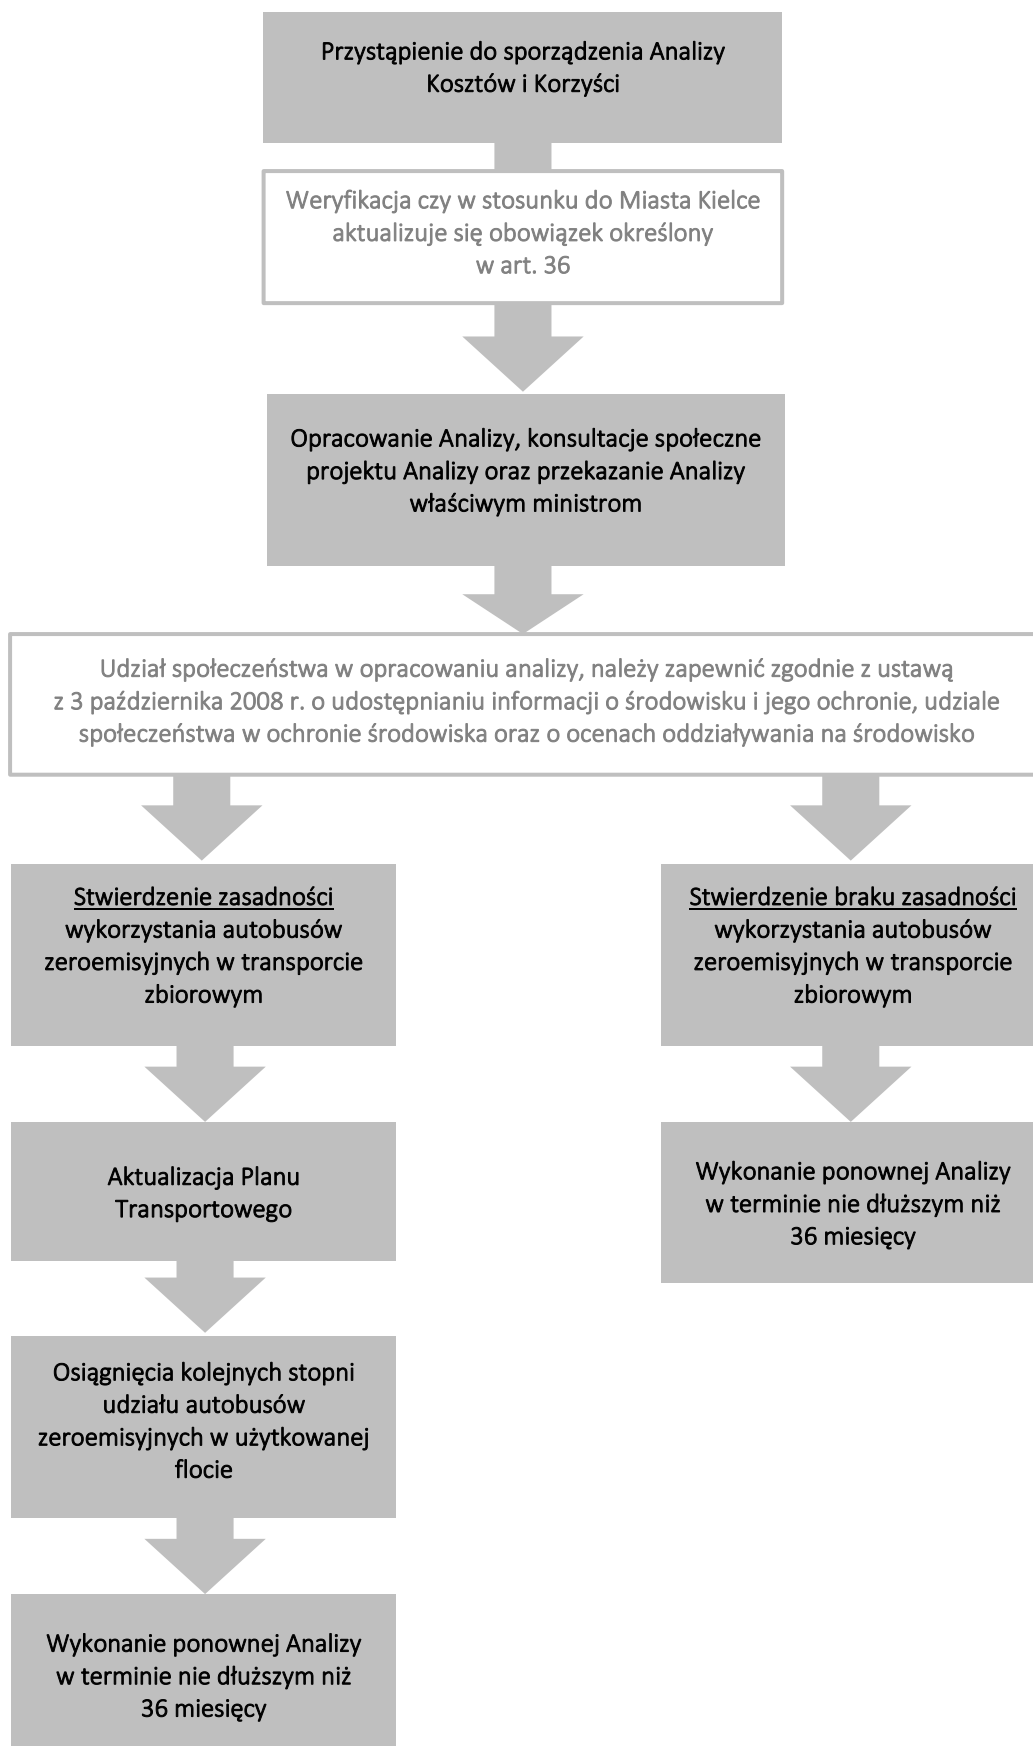 Przystąpienie do sporządzenia Analizy
Kosztów i Korzyści
Weryfikacja czy w stosunku do Miasta Kielce
aktualizuje się obowiązek określony
w art. 36
Opracowanie Analizy, konsultacje społeczne
projektu Analizy oraz przekazanie Analizy
właściwym ministrom
Udział społeczeństwa w opracowaniu analizy, należy zapewnić zgodnie z ustawą
z 3 października 2008 r. o udostępnianiu informacji o środowisku i jego ochronie, udziale
społeczeństwa w ochronie środowiska oraz o ocenach oddziaływania na środowisko
Stwierdzenie zasadności
wykorzystania autobusów
zeroemisyjnych w transporcie
zbiorowym
Aktualizacja Planu
Transportowego
Osiągnięcia kolejnych stopni
udziału autobusów
zeroemisyjnych w użytkowanej
flocie
Wykonanie ponownej Analizy
w terminie nie dłuższym niż
36 miesięcy
Stwierdzenie braku zasadności
wykorzystania autobusów
zeroemisyjnych w transporcie
zbiorowym
Wykonanie ponownej Analizy
w terminie nie dłuższym niż
36 miesięcy